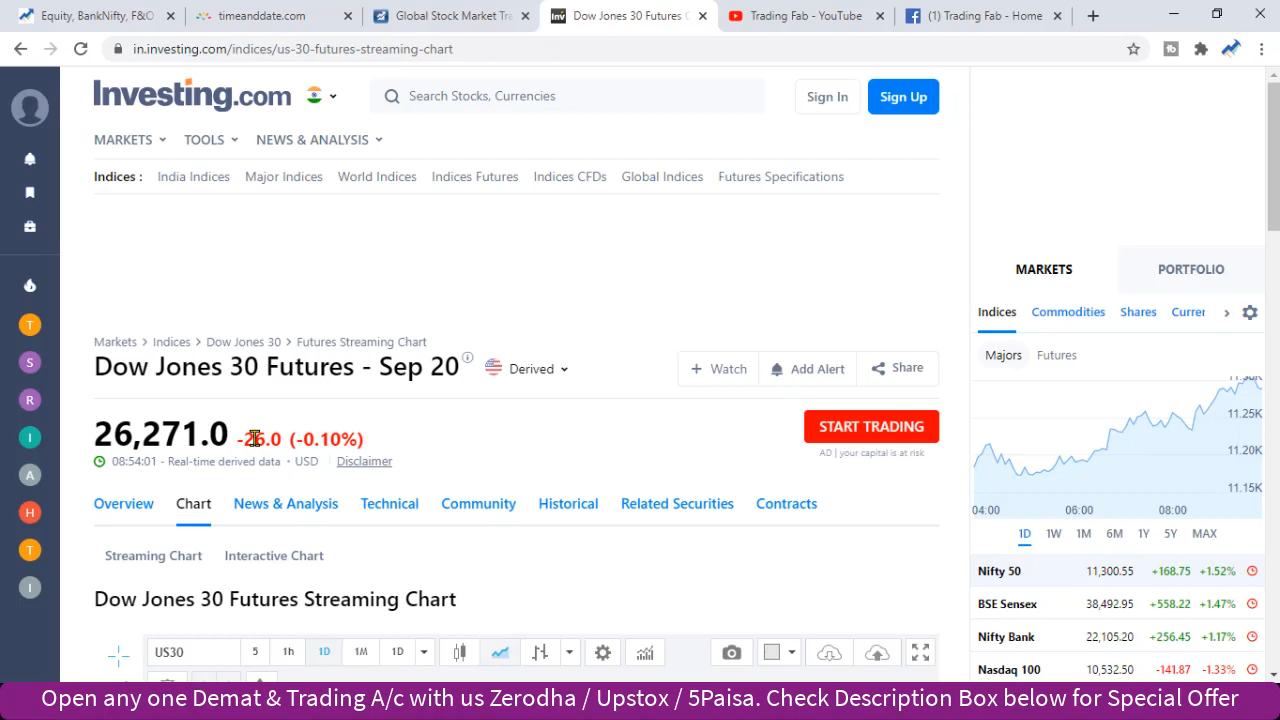 Equity, BankNifty, F&O
timeanddate.com
Global Stock Market Tra
Dow Jones 30 Futures C
Trading Fab - YouTube
(1) Trading Fab - Home
in.investing.com/indices/us-30-futures-streaming-chart
Investing.com
Search Stocks, Currencies
Sign In
Sign Up
MARKETS
TOOLS
NEWS & ANALYSIS
Indices : India Indices Major Indices World Indices Indices Futures Indices CFDs Global Indices Futures Specifications
Markets > Indices > Dow Jones 30 > Futures Streaming Chart
Dow Jones 30 Futures - Sep 20
Derived
+ Watch
Add Alert
Share
26,271.0 -26.0 (-0.10%)
START TRADING
AD | your capital is at risk
08:54:01 - Real-time derived data • USD Disclaimer
Overview Chart News & Analysis Technical Community Historical Related Securities Contracts
Streaming Chart Interactive Chart
Dow Jones 30 Futures Streaming Chart
US30 5 1h 1D 1M 1D
T
S
R
I
A
H
T
I
MARKETS PORTFOLIO
Indices Commodities Shares Curren
Majors Futures
11.30K
11.25K
11.20K
11.15K
04:00 06:00 08:00
1D 1W 1M 6M 1Y 5Y MAX
Nifty 50 11,300.55 +168.75 +1.52%
BSE Sensex 38,492.95 +558.22 +1.47%
Nifty Bank 22,105.20 +256.45 +1.17%
Nasdaq 100 10,532.50 -141.87 -1.33%
Open any one Demat & Trading A/c with us Zerodha / Upstox / 5Paisa. Check Description Box below for Special Offer